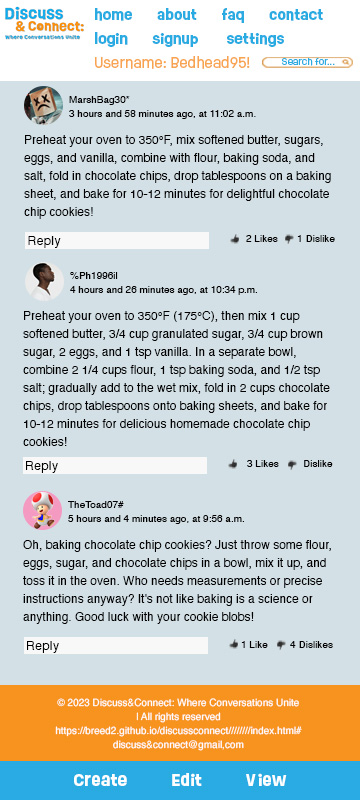 Discuss
& Connect:
Where Conversations Unite
home about faq contact
login signup settings
Username: Dedhead95!
Search for...
MarshBag30*
3 hours and 58 minutes ago, at 11:02 a.m.
Preheat your oven to 350°F, mix softened butter, sugars,
eggs, and vanilla, combine with flour, baking soda, and
salt, fold in chocolate chips, drop tablespoons on a baking
sheet, and bake for 10-12 minutes for delightful chocolate
chip cookies!
Reply 2 Likes 1 Dislike
%Ph1996il
4 hours and 26 minutes ago, at 10:34 p.m.
Preheat your oven to 350°F (175°C), then mix 1 cup
softened butter, 3/4 cup granulated sugar, 3/4 cup brown
sugar, 2 eggs, and 1 tsp vanilla. In a separate bowl,
combine 2 1/4 cups flour, 1 tsp baking soda, and 1/2 tsp
salt; gradually add to the wet mix, fold in 2 cups chocolate
chips, drop tablespoons onto baking sheets, and bake for
10-12 minutes for delicious homemade chocolate chip
cookies!
Reply 3 Likes Dislike
TheToad07#
5 hours and 4 minutes ago, at 9:56 a.m.
Oh, baking chocolate chip cookies? Just throw some flour,
eggs, sugar, and chocolate chips in a bowl, mix it up, and
toss it in the oven. Who needs measurements or precise
instructions anyway? It's not like baking is a science or
anything. Good luck with your cookie blobs!
Reply 1 Like 4 Dislikes
© 2023 Discuss&Connect: Where Conversations Unite
| All rights reserved
https://breed2.github.io/discussconnect////////index.html#
discuss&connect@gmail,com
Create Edit View